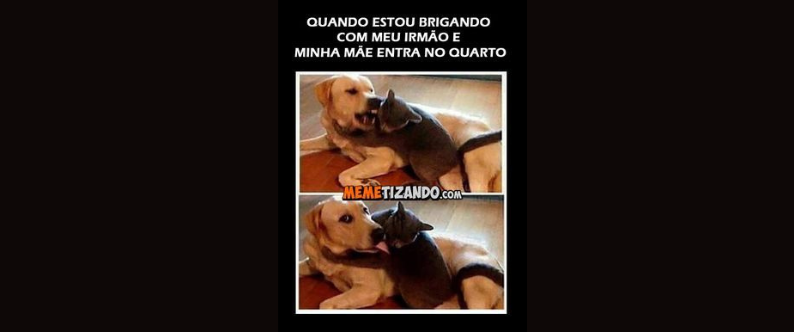 QUANDO ESTOU BRIGANDO
COM MEU IRMÃO E
MINHA MÃE ENTRA NO QUARTO
MEMETIZANDO.COM